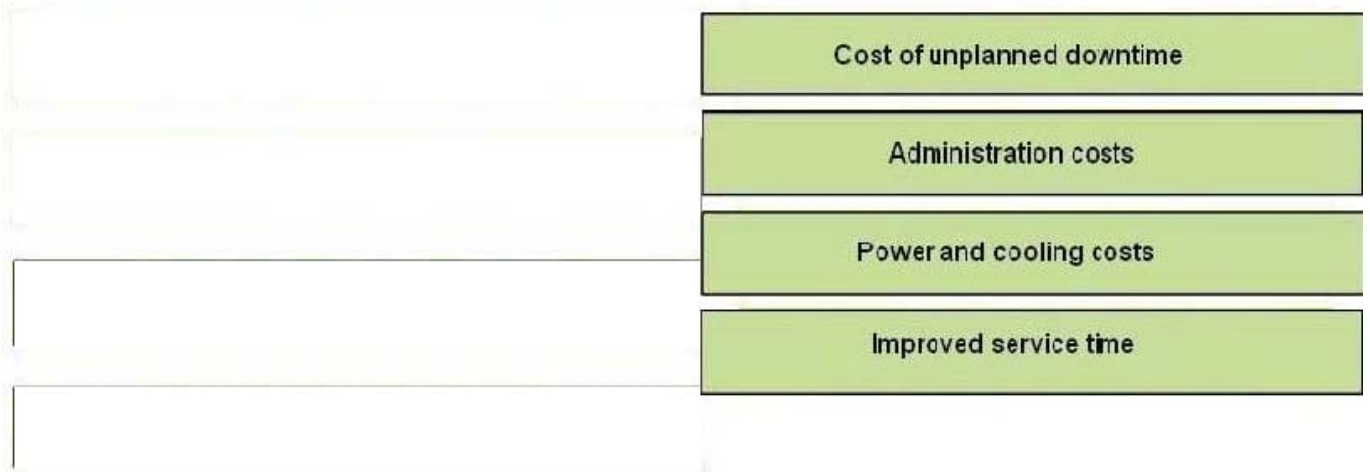 Cost of unplanned downtime
Administration costs
Power and cooling costs
Improved service time